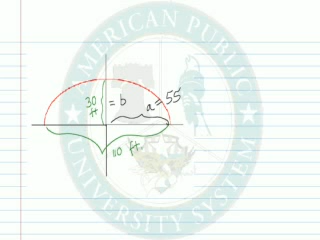 AMERICAN PUBLIC
UNIVERSITY SYSTEM
30
ft
= b
a = 55
110 ft.